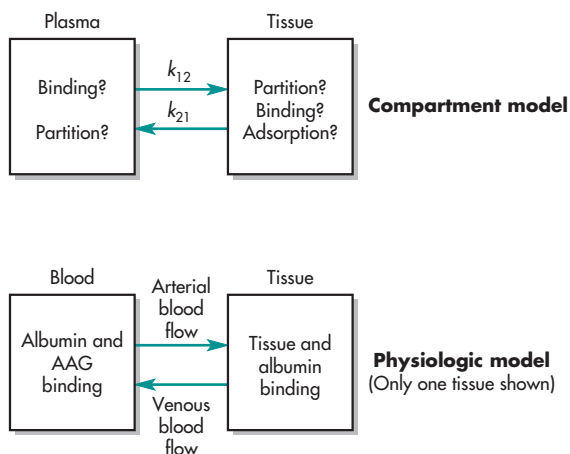 Plasma
Tissue
Binding?
Partition?
k12
k21
Partition?
Binding?
Adsorption?
Compartment model
Blood
Tissue
Albumin and
AAG
binding
Arterial
blood
flow
Venous
blood
flow
Tissue and
albumin
binding
Physiologic model
(Only one tissue shown)